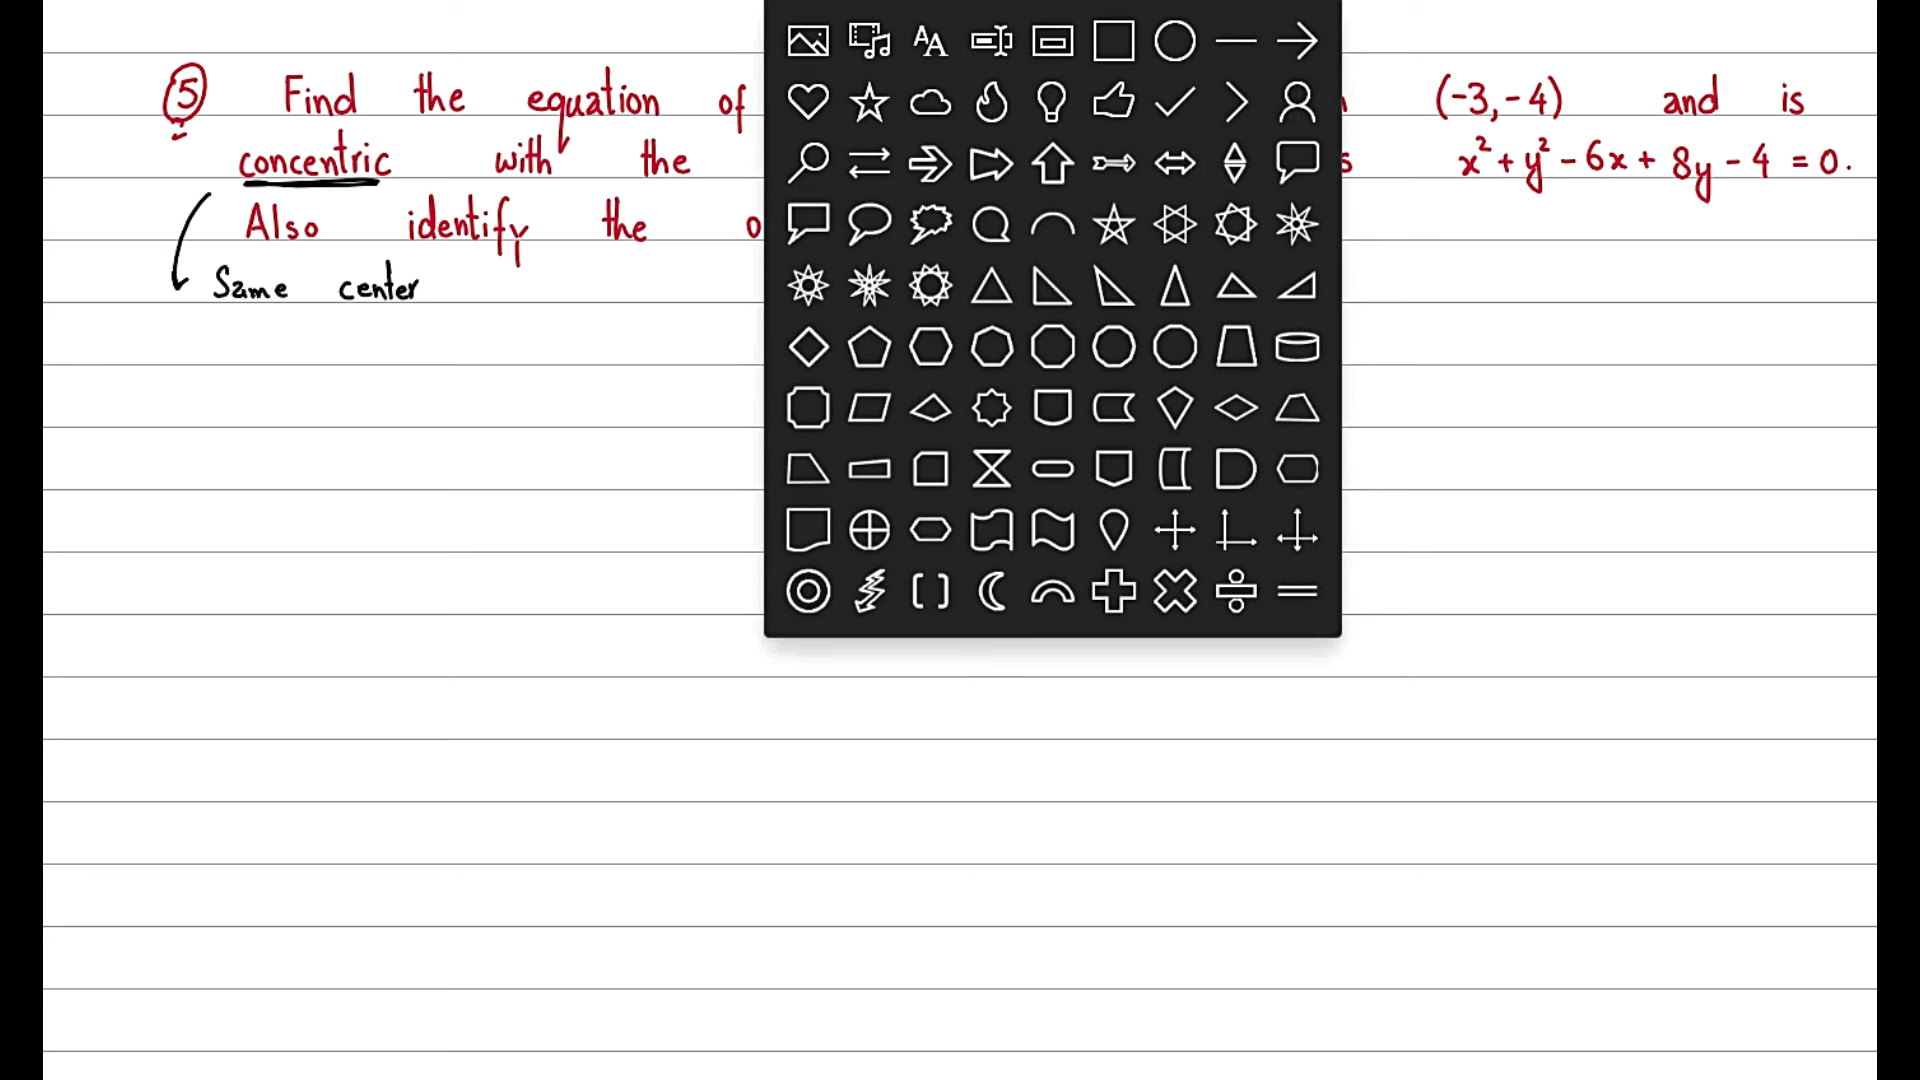 ⑤ Find the equation of (-3,-4) and is
concentric with the x²+y²-6x+8y-4=0.
Also identify the
Same center